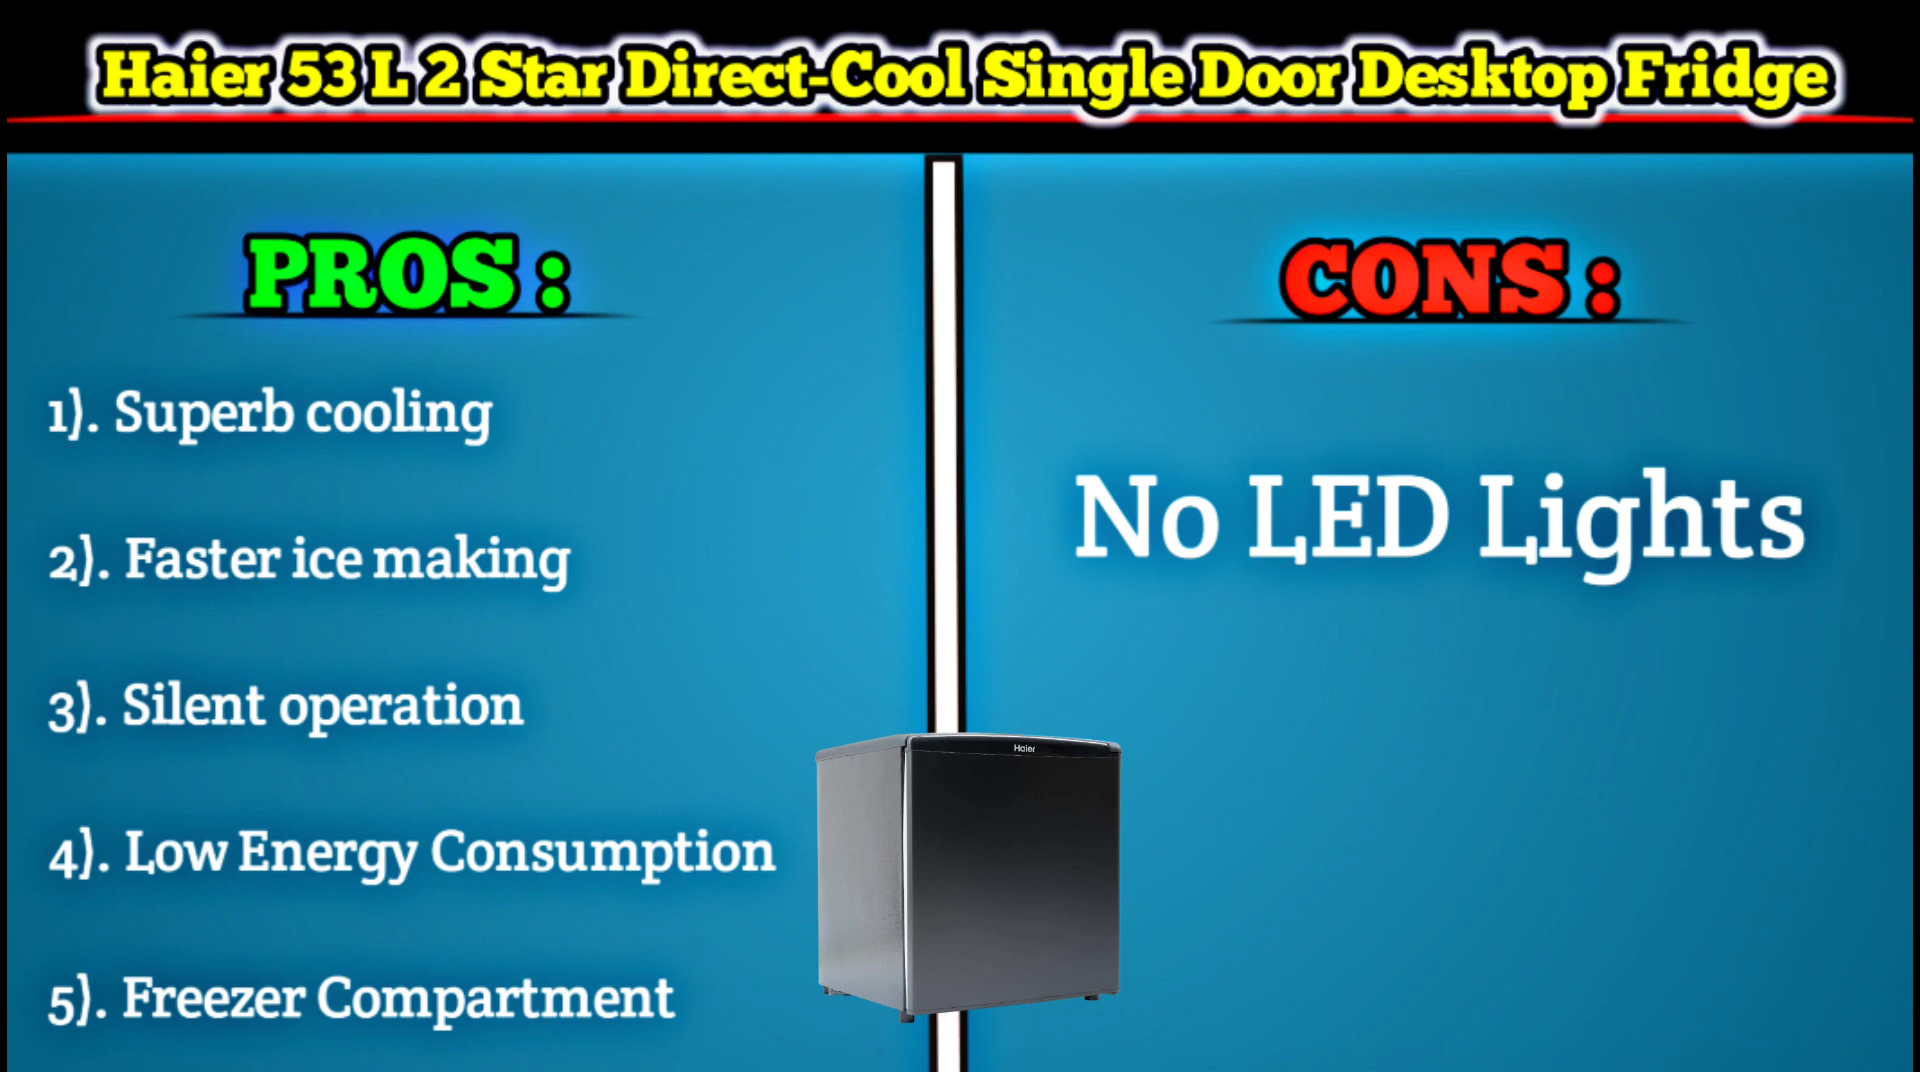 Haier 53 L 2 Star Direct-Cool Single Door Desktop Fridge
PROS :
1). Superb cooling
2). Faster ice making
3). Silent operation
4). Low Energy Consumption
5). Freezer Compartment
CONS :
No LED Lights
Haier